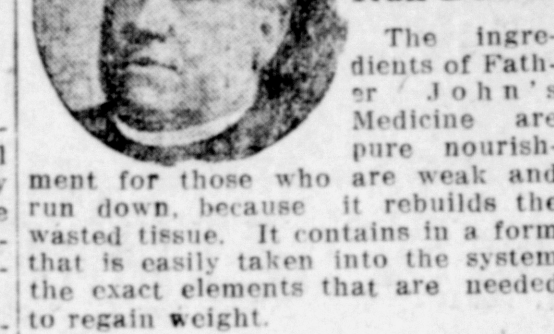 The ingre-
dients of Fath-
er John's
Medicine are
pure nourish-
ment for those who are weak and
run down, because it rebuilds the
wasted tissue. It contains in a form
that is easily taken into the system
the exact elements that are needed
to regain weight.